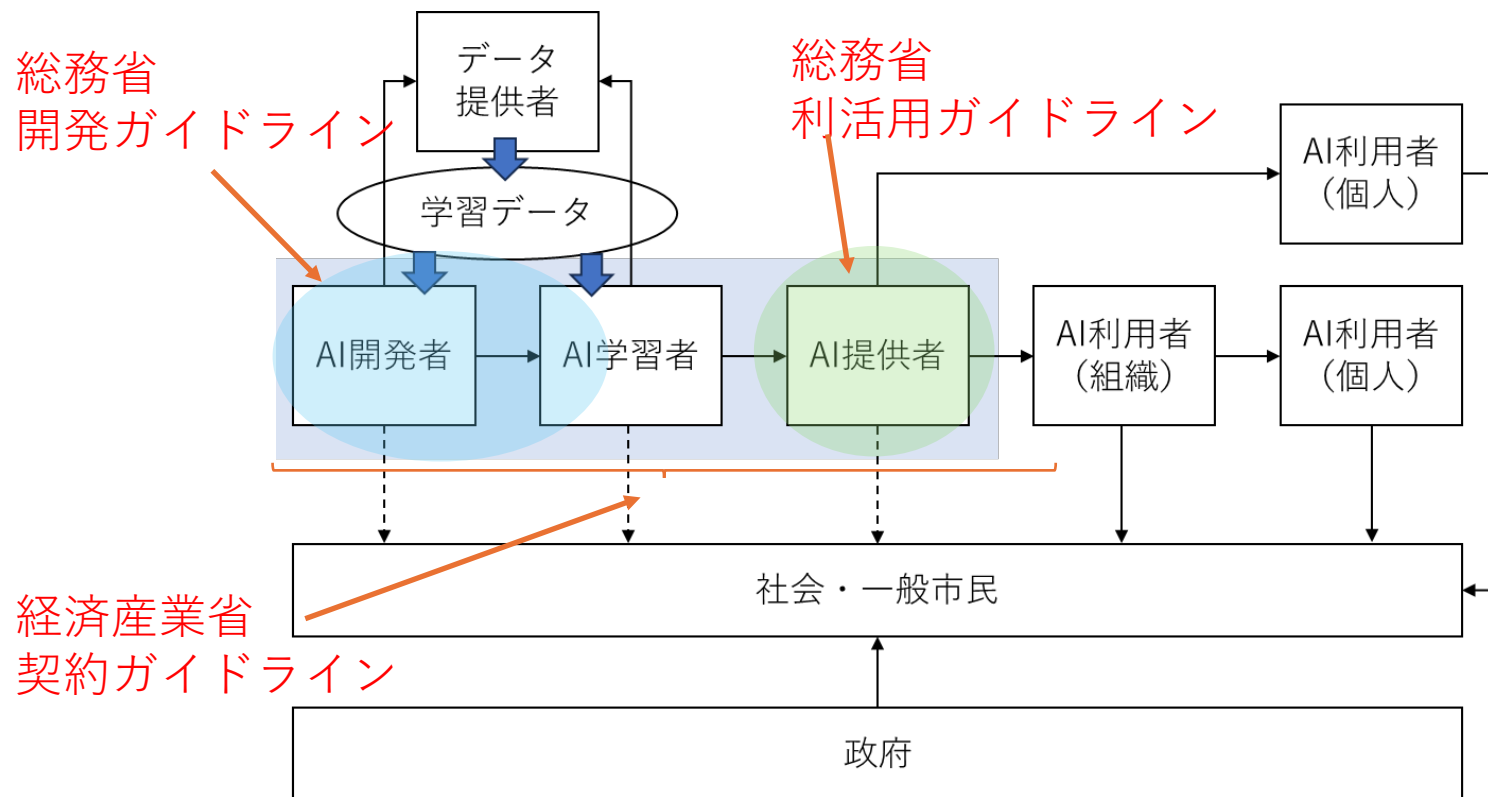 総務省
開発ガイドライン
データ
提供者
総務省
利活用ガイドライン
AI利用者
(個人)
学習データ
AI開発者
AI学習者
AI提供者
AI利用者
(組織)
AI利用者
(個人)
社会・一般市民
経済産業省
契約ガイドライン
政府